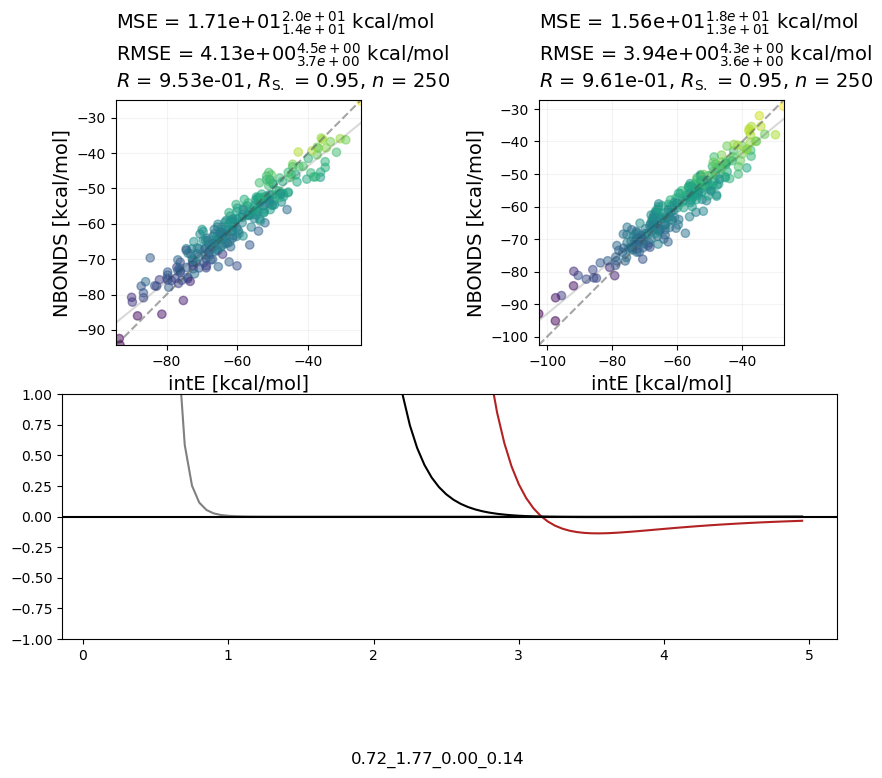 MSE = 1.71e+01 2.0e+01 1.4e+01 kcal/mol
RMSE = 4.13e+00 4.5e+00 3.7e+00 kcal/mol
R = 9.53e-01, R S. = 0.95, n = 250
MSE = 1.56e+01 1.8e+01 1.3e+01 kcal/mol
RMSE = 3.94e+00 4.3e+00 3.6e+00 kcal/mol
R = 9.61e-01, R S. = 0.95, n = 250
NBONDS [kcal/mol]
−30
−40
−50
−60
−70
−80
−90
−80 −60 −40
intE [kcal/mol]
NBONDS [kcal/mol]
−30
−40
−50
−60
−70
−80
−90
−100
−100 −80 −60 −40
intE [kcal/mol]
1.00
0.75
0.50
0.25
0.00
−0.25
−0.50
−0.75
−1.00
0 1 2 3 4 5
0.72_1.77_0.00_0.14